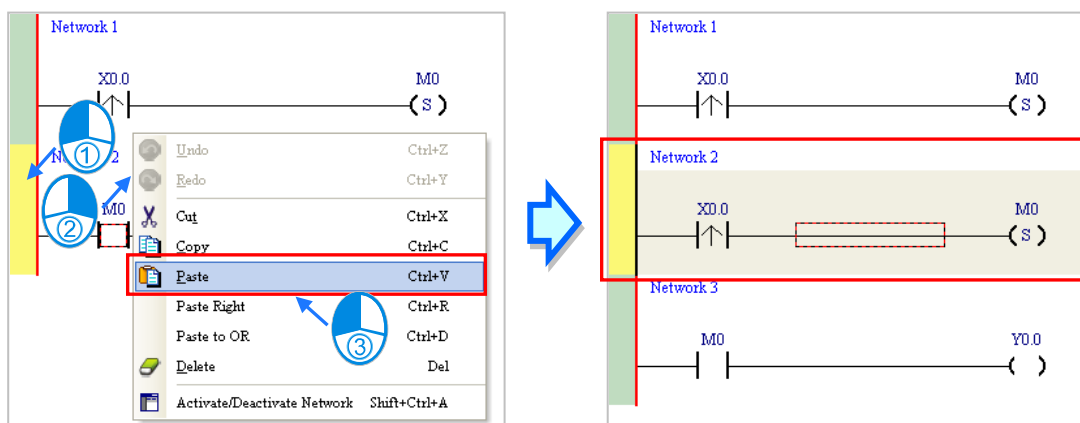 Network 1
X0.0 M0
( S )
①
2
Undo Ctrl+Z
Redo Ctrl+Y
② M0
Cut Ctrl+X
Copy Ctrl+C
Paste Ctrl+V
Paste Right Ctrl+R
Paste to OR Ctrl+D
③
Delete Del
Activate/Deactivate Network Shift+Ctrl+A
Network 1
X0.0 M0
( S )
Network 2
X0.0 M0
( S )
Network 3
M0 Y0.0
( )